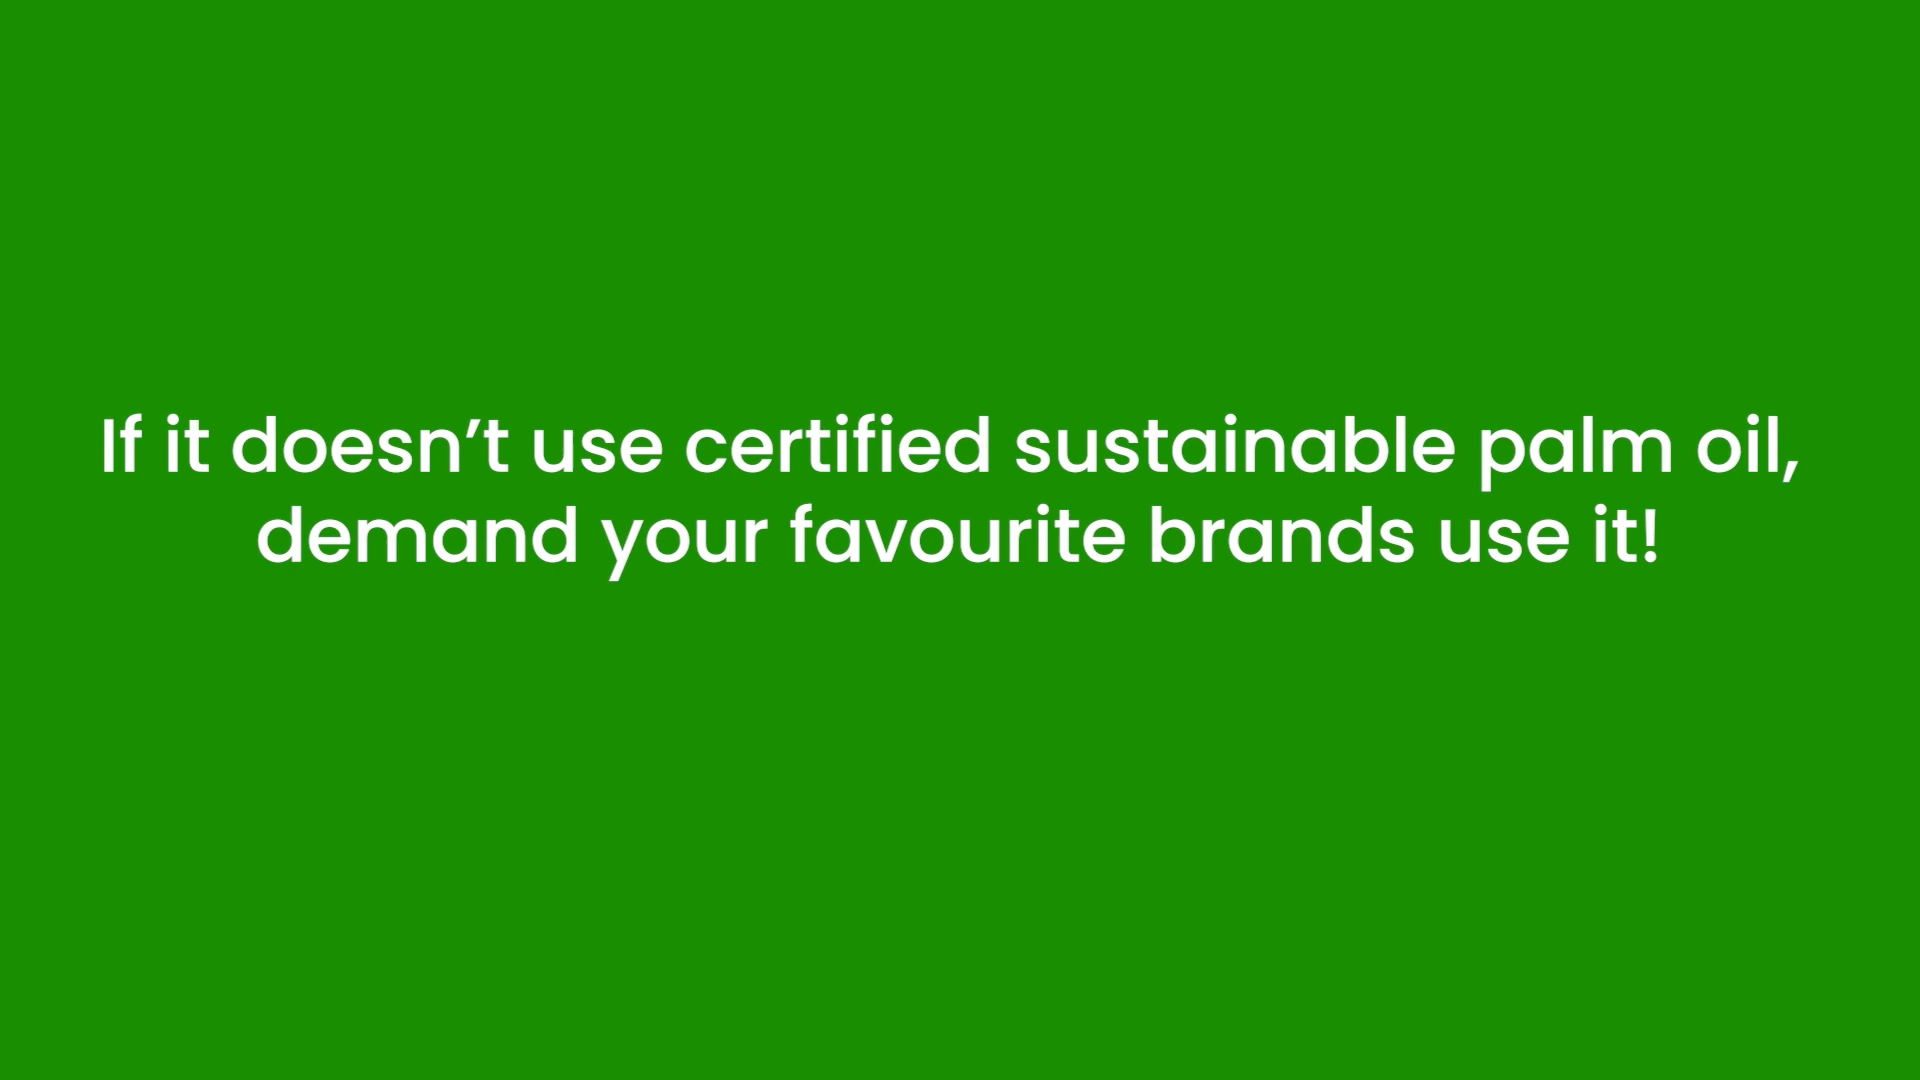 If it doesn’t use certified sustainable palm oil,
demand your favourite brands use it!